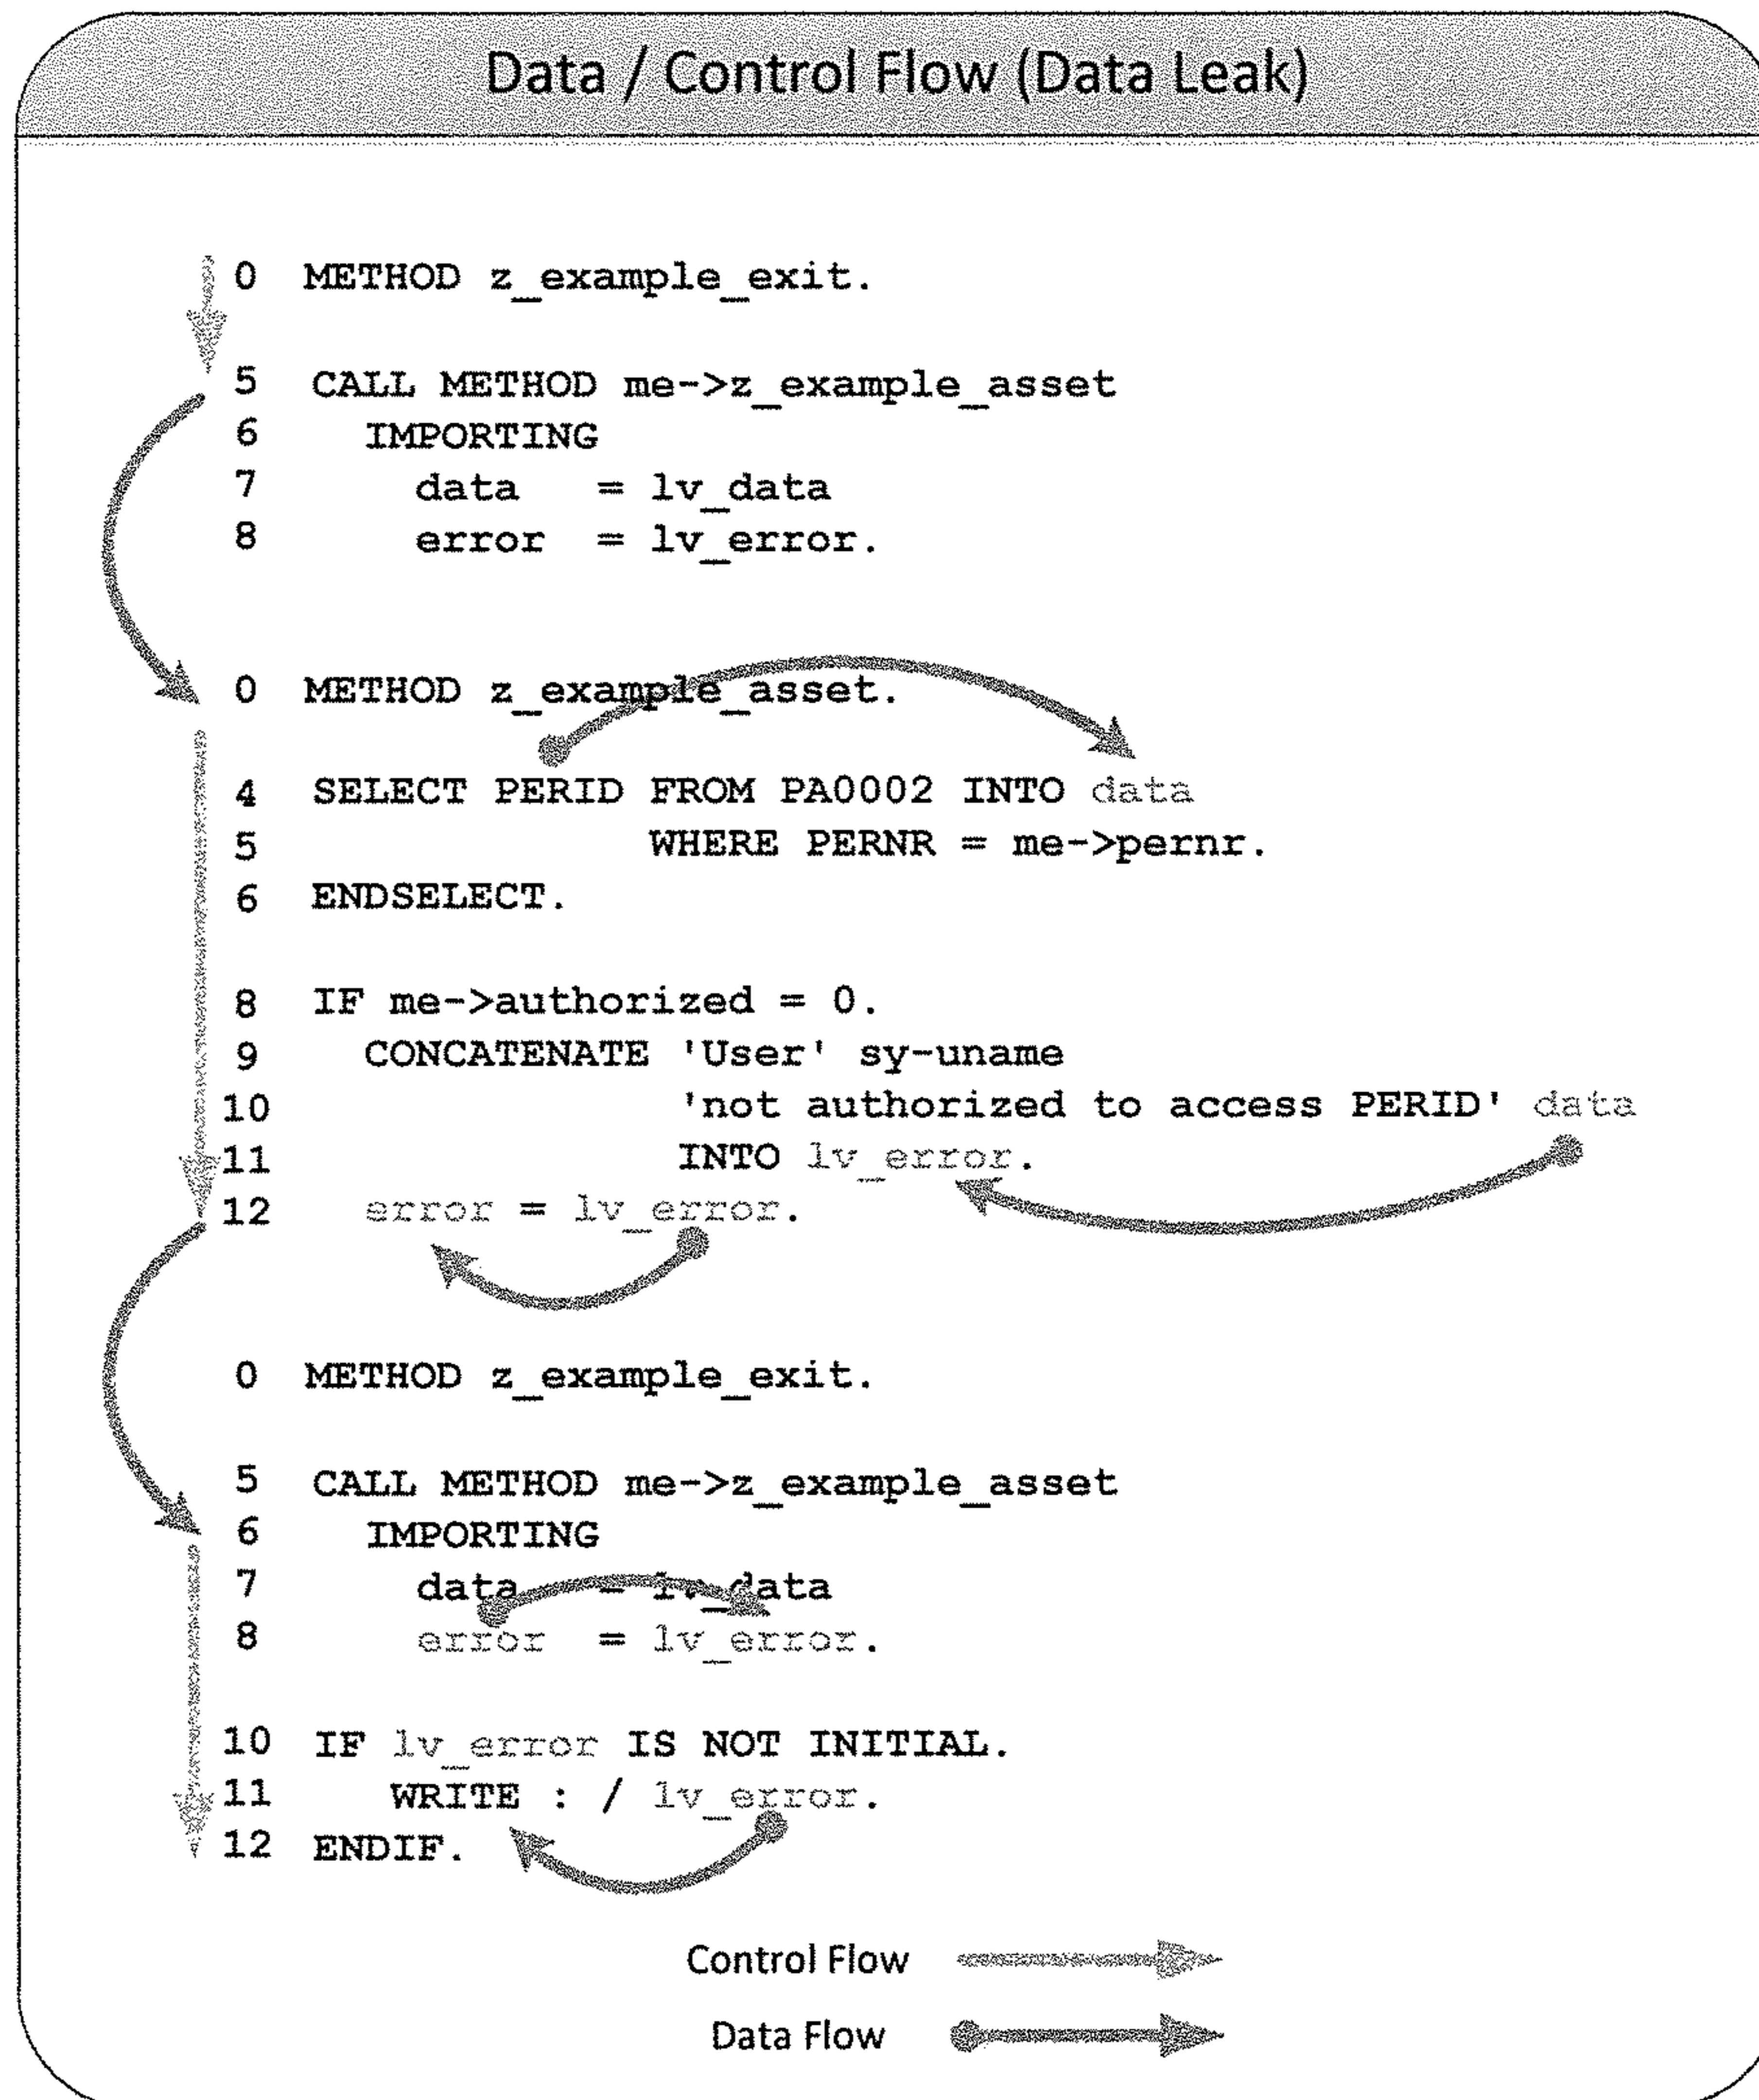 Data / Control Flow (Data Leak)
0 METHOD z_example_exit.
5 CALL METHOD me->z_example_asset
6 IMPORTING
7 data = lv_data
8 error = lv_error.
0 METHOD z_example_asset.
4 SELECT PERID FROM PA0002 INTO data
5 WHERE PERNR = me->pernr.
6 ENDSELECT.
8 IF me->authorized = 0.
9 CONCATENATE 'User' sy-uname
10 'not authorized to access PERID' data
11 INTO lv_error.
12 error = lv_error.
0 METHOD z_example_exit.
5 CALL METHOD me->z_example_asset
6 IMPORTING
7 data = lv_data
8 error = lv_error.
10 IF lv_error IS NOT INITIAL.
11 WRITE : / lv_error.
12 ENDIF.
Control Flow
Data Flow